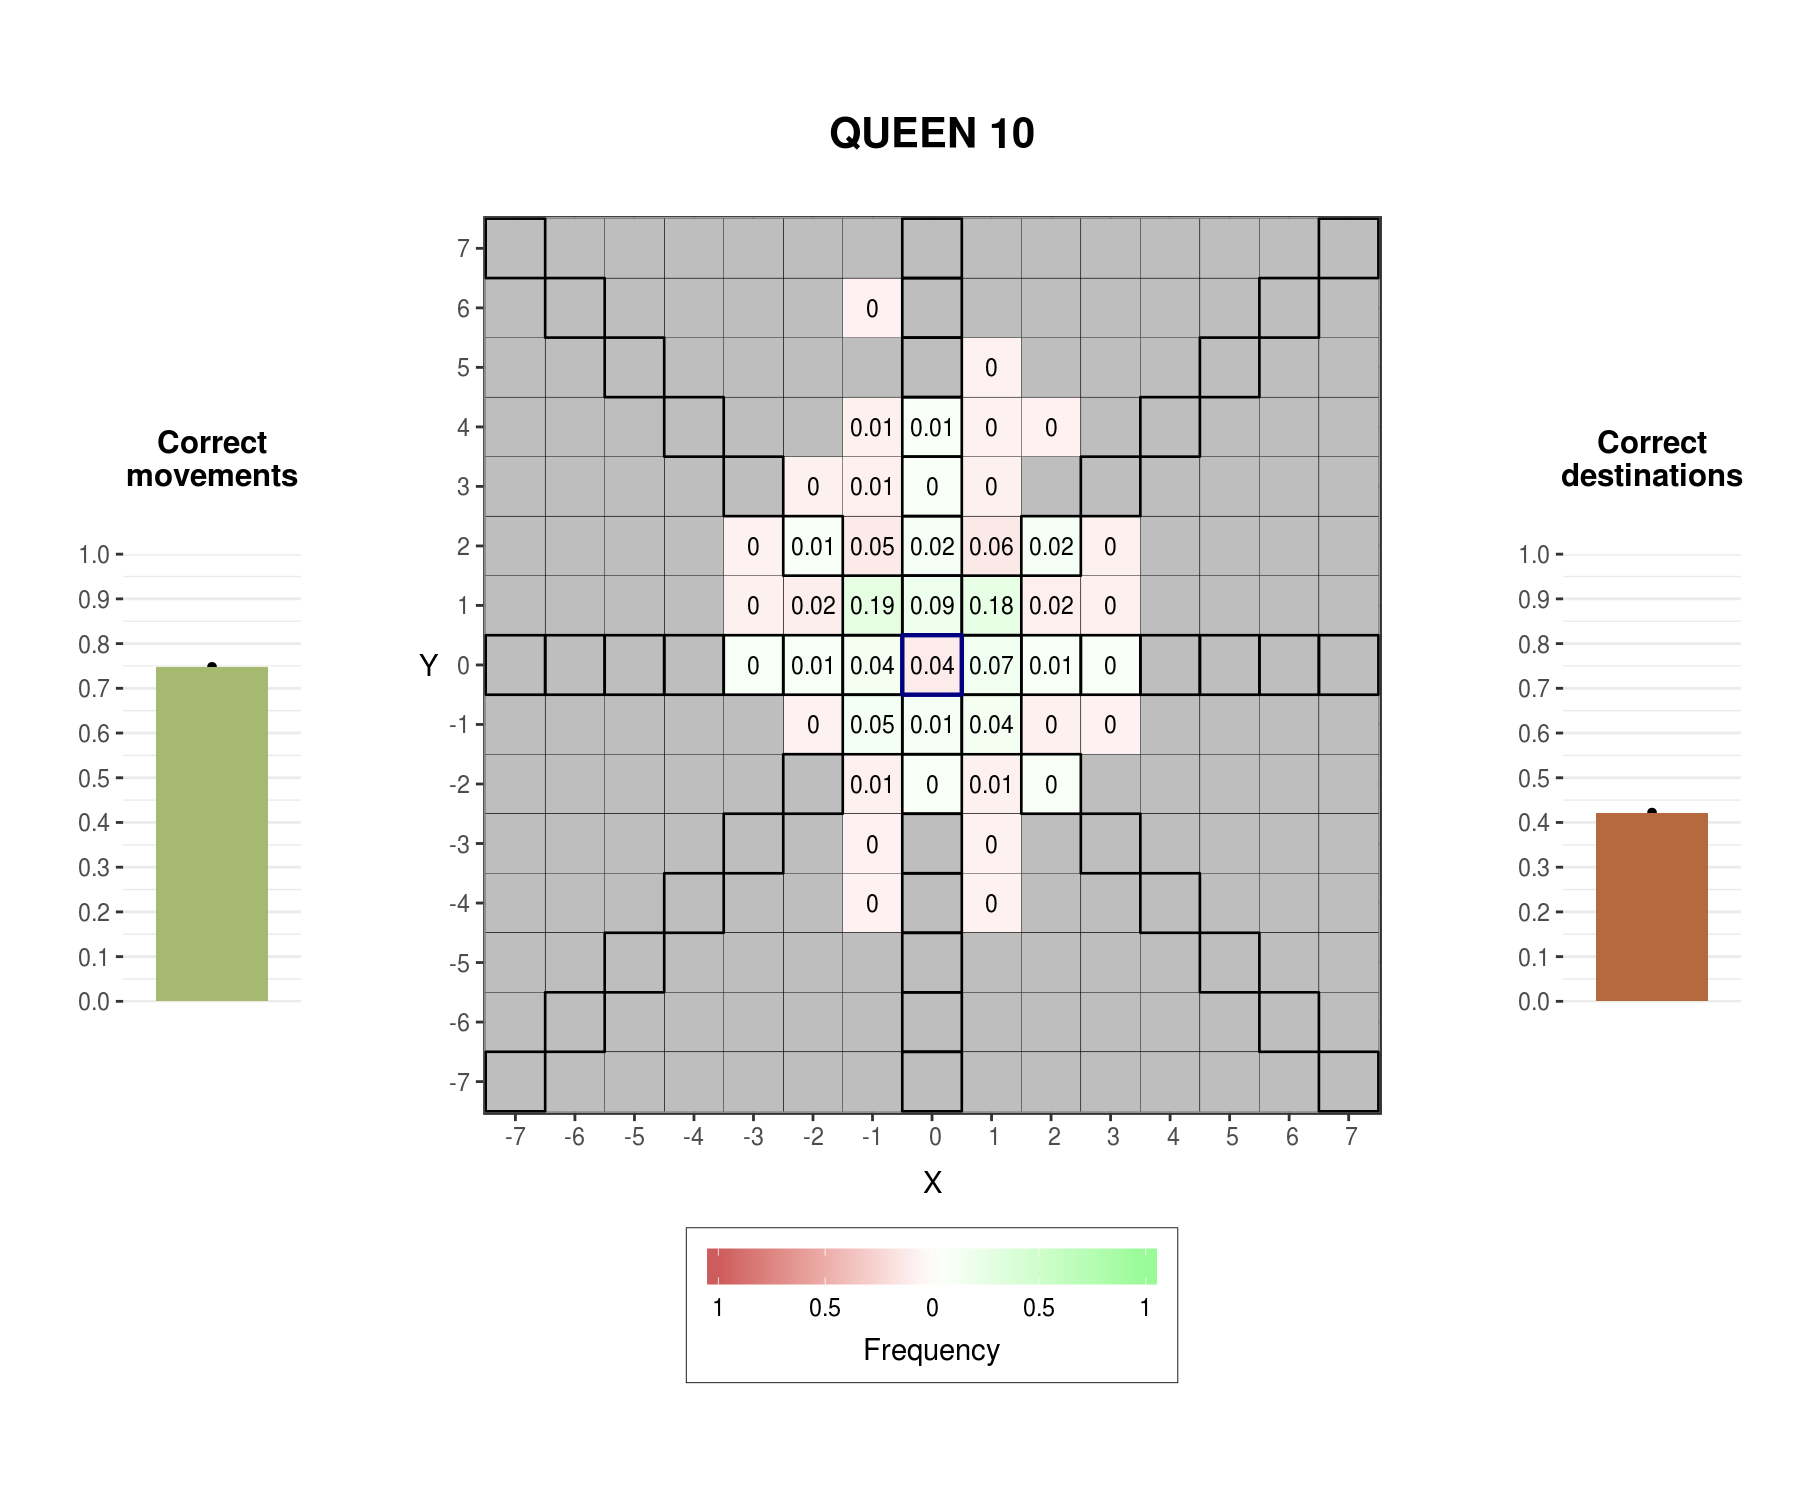 QUEEN 10
Correct
movements
1.0
0.9
0.8
0.7
0.6
0.5
0.4
0.3
0.2
0.1
0.0
Y
7
6 0
5 0
4 0.01 0.01 0 0
3 0 0.01 0 0
2 0 0.01 0.05 0.02 0.06 0.02 0
1 0 0.02 0.19 0.09 0.18 0.02 0
0 0 0.01 0.04 0.04 0.07 0.01 0
-1 0 0.05 0.01 0.04 0 0
-2 0.01 0 0.01 0
-3 0 0
-4 0 0
-5
-6
-7
-7 -6 -5 -4 -3 -2 -1 0 1 2 3 4 5 6 7
X
1 0.5 0 0.5 1
Frequency
Correct
destinations
1.0
0.9
0.8
0.7
0.6
0.5
0.4
0.3
0.2
0.1
0.0